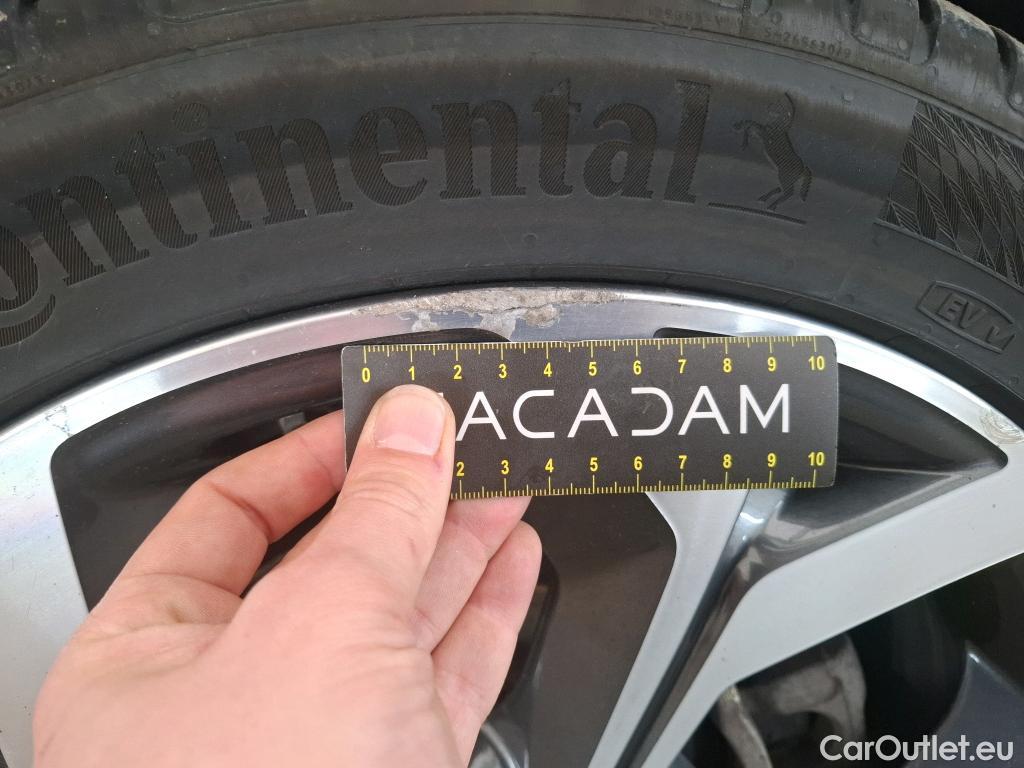 Continental
EV
0 1 2 3 4 5 6 7 8 9 10
ACADAM
2 3 4 5 6 7 8 9 10
CarOutlet.eu